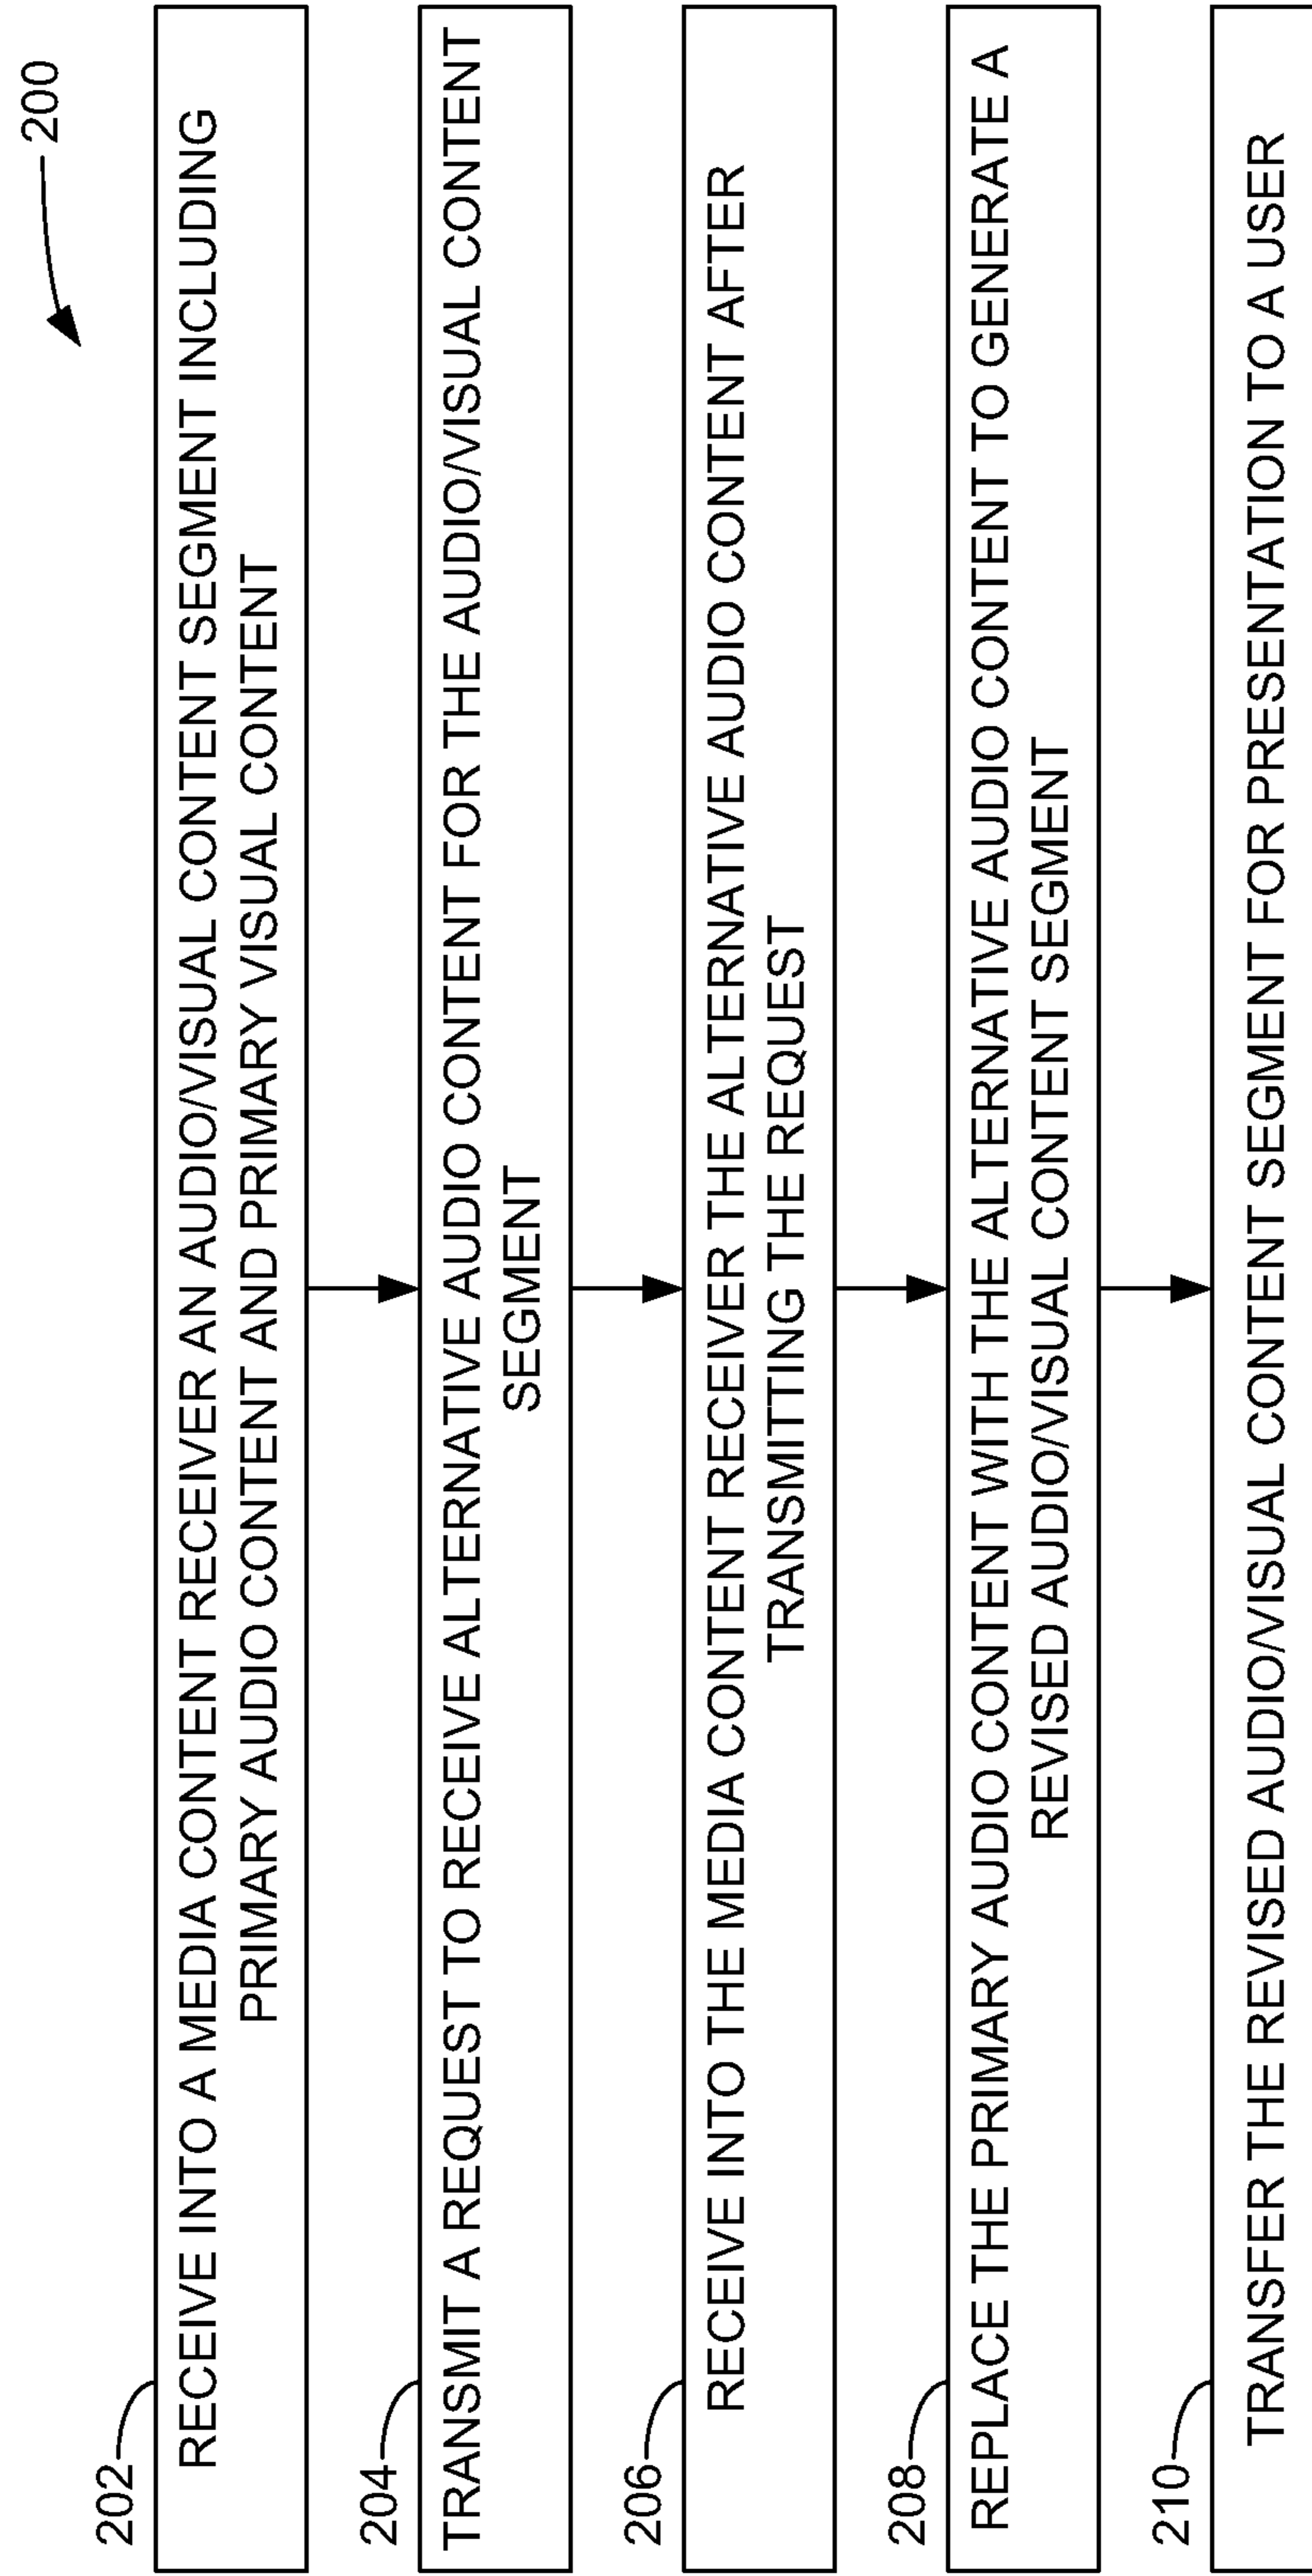 200
202
RECEIVE INTO A MEDIA CONTENT RECEIVER AN AUDIO/VISUAL CONTENT SEGMENT INCLUDING
PRIMARY AUDIO CONTENT AND PRIMARY VISUAL CONTENT
204
TRANSMIT A REQUEST TO RECEIVE ALTERNATIVE AUDIO CONTENT FOR THE AUDIO/VISUAL CONTENT
SEGMENT
206
RECEIVE INTO THE MEDIA CONTENT RECEIVER THE ALTERNATIVE AUDIO CONTENT AFTER
TRANSMITTING THE REQUEST
208
REPLACE THE PRIMARY AUDIO CONTENT WITH THE ALTERNATIVE AUDIO CONTENT TO GENERATE A
REVISED AUDIO/VISUAL CONTENT SEGMENT
210
TRANSFER THE REVISED AUDIO/VISUAL CONTENT SEGMENT FOR PRESENTATION TO A USER